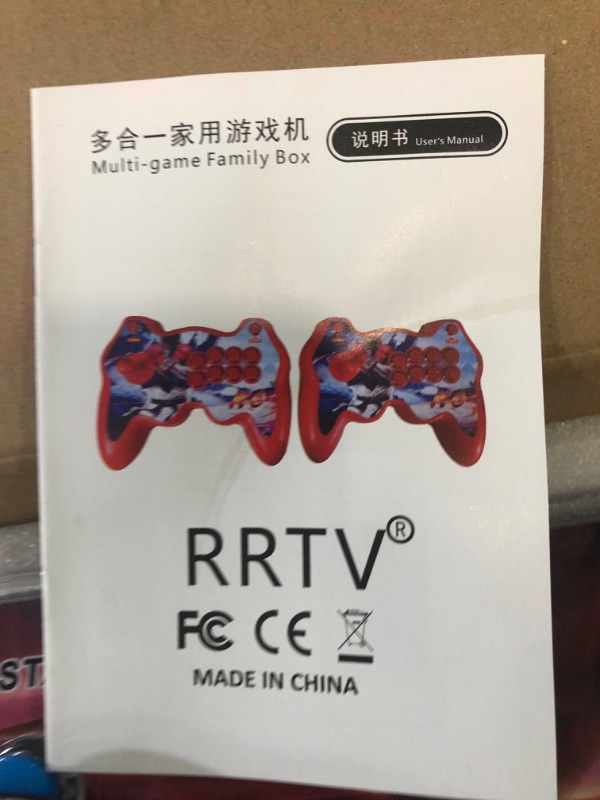 多合一家用游戏机
Multi-game Family Box
说明书 User's Manual
RRTV®
FC CE
MADE IN CHINA
ST